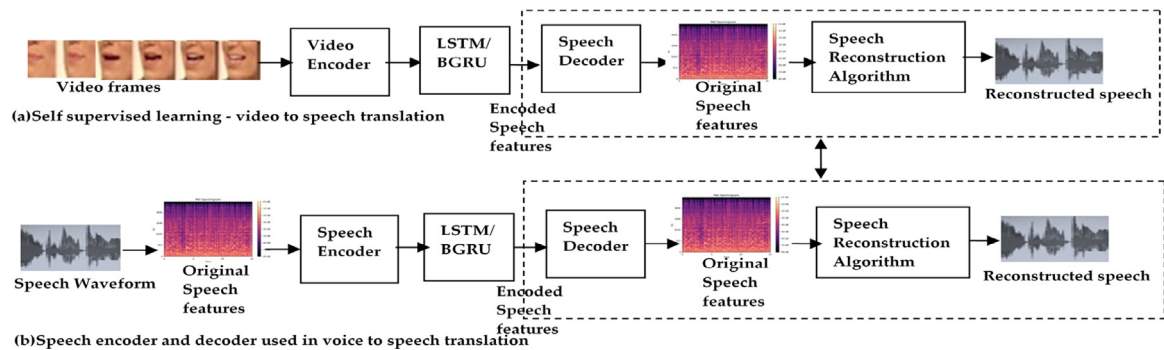 Video
Encoder
LSTM/
BGRU
Speech
Decoder
Speech
Reconstruction
Algorithm
Video frames
Encoded
Speech
features
Original
Speech
features
Reconstructed speech
(a)Self supervised learning - video to speech translation
Speech Waveform
Original
Speech
features
Speech
Encoder
LSTM/
BGRU
Encoded
Speech
features
Speech
Decoder
Original
Speech
features
Speech
Reconstruction
Algorithm
Reconstructed speech
(b)Speech encoder and decoder used in voice to speech translation